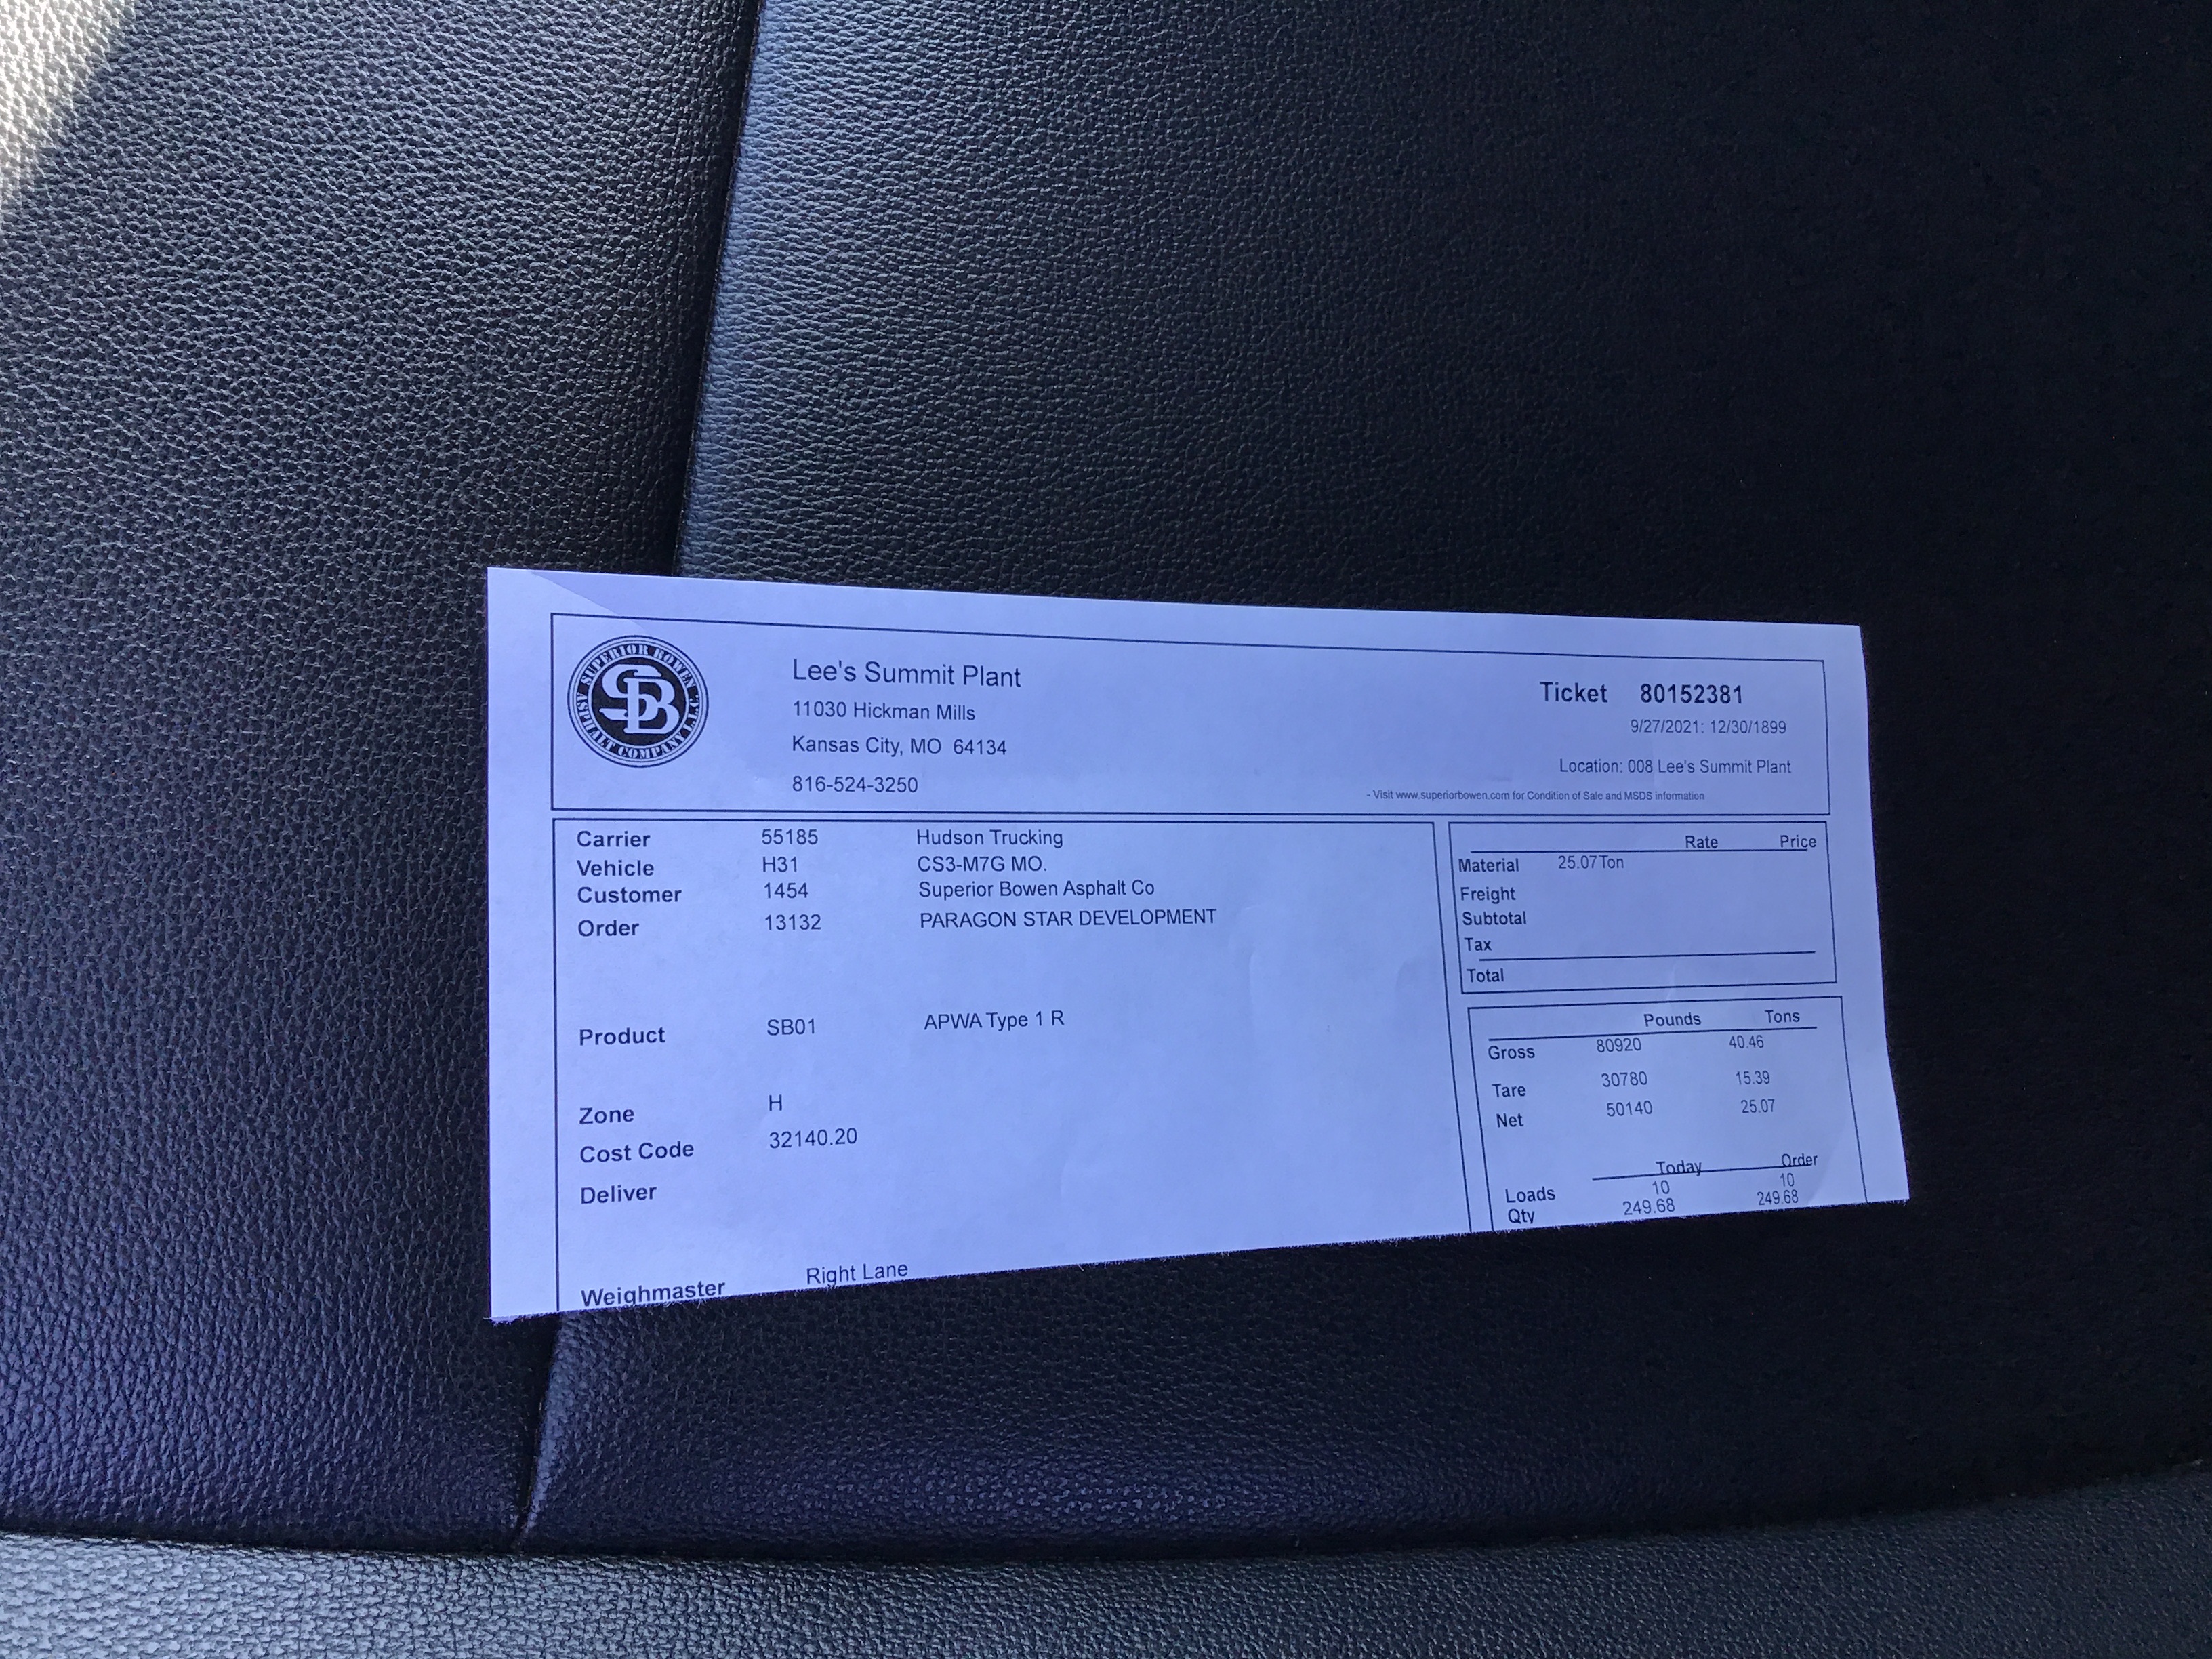 SUPERIOR BOWEN
ASPHALT COMPANY L.L.C.
SB
Lee's Summit Plant
11030 Hickman Mills
Kansas City, MO 64134
816-524-3250
Ticket 80152381
9/27/2021: 12/30/1899
Location: 008 Lee's Summit Plant
- Visit www.superiorbowen.com for Condition of Sale and MSDS information
Carrier 55185 Hudson Trucking
Vehicle H31 CS3-M7G MO.
Customer 1454 Superior Bowen Asphalt Co
Order 13132 PARAGON STAR DEVELOPMENT
Product SB01 APWA Type 1 R
Zone H
Cost Code 32140.20
Deliver
Weighmaster Right Lane
Rate Price
Material 25.07 Ton
Freight
Subtotal
Tax
Total
Pounds Tons
Gross 80920 40.46
Tare 30780 15.39
Net 50140 25.07
Today Order
Loads 10 10
Qty 249.68 249.68